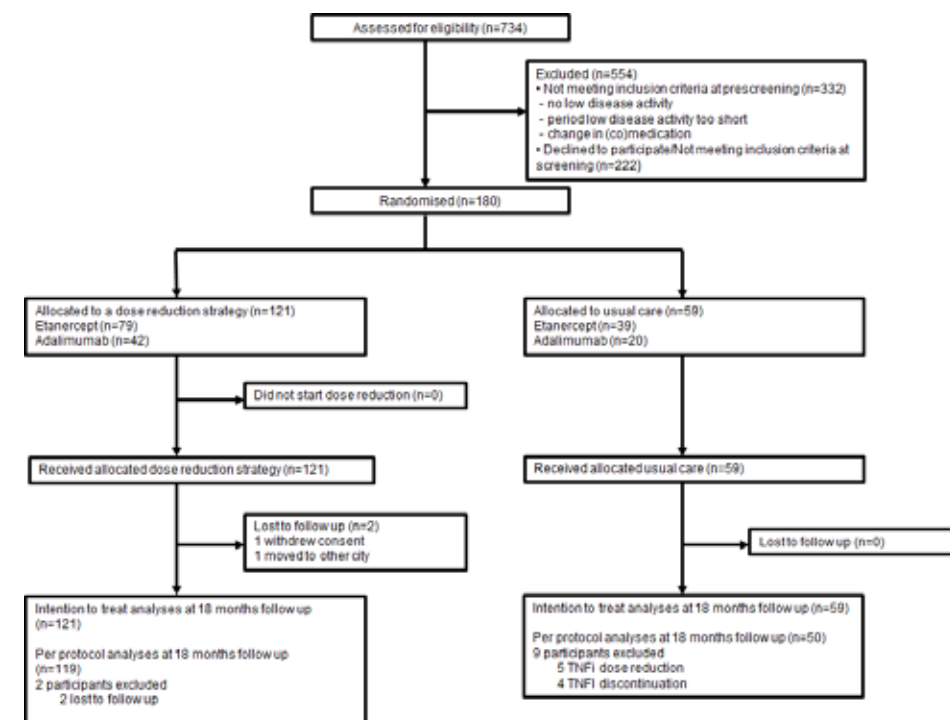 Assessed for eligibility (n=734)
Excluded (n=554)
• Not meeting inclusion criteria at prescreening (n=332)
- no low disease activity
- period low disease activity too short
- change in (co)medication
• Declined to participate/Not meeting inclusion criteria at
screening (n=222)
Randomised (n=180)
Allocated to a dose reduction strategy (n=121)
Etanercept (n=79)
Adalimumab (n=42)
Allocated to usual care (n=59)
Etanercept (n=39)
Adalimumab (n=20)
Did not start dose reduction (n=0)
Received allocated dose reduction strategy (n=121)
Received allocated usual care (n=59)
Lost to follow up (n=2)
1 withdrew consent
1 moved to other city
Lost to follow up (n=0)
Intention to treat analyses at 18 months follow up
(n=121)
Per protocol analyses at 18 months follow up
(n=119)
2 participants excluded
2 lost to follow up
Intention to treat analyses at 18 months follow up (n=59)
Per protocol analyses at 18 months follow up (n=50)
9 participants excluded
5 TNFi dose reduction
4 TNFi discontinuation